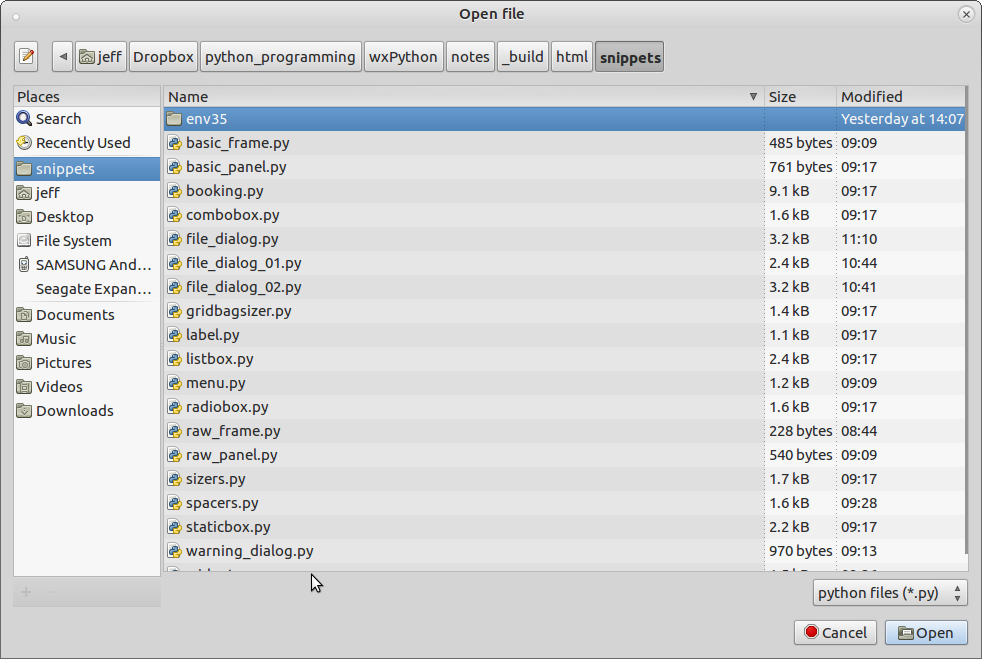 Open file
jeff Dropbox python_programming wxPython notes _build html snippets
Places
Search
Recently Used
snippets
jeff
Desktop
File System
SAMSUNG And...
Seagate Expan...
Documents
Music
Pictures
Videos
Downloads
Name Size Modified
env35 Yesterday at 14:07
basic_frame.py 485 bytes 09:09
basic_panel.py 761 bytes 09:17
booking.py 9.1 kB 09:17
combobox.py 1.6 kB 09:17
file_dialog.py 3.2 kB 11:10
file_dialog_01.py 2.4 kB 10:44
file_dialog_02.py 3.2 kB 10:41
gridbagsizer.py 1.4 kB 09:17
label.py 1.1 kB 09:17
listbox.py 2.4 kB 09:17
menu.py 1.2 kB 09:09
radiobox.py 1.6 kB 09:17
raw_frame.py 228 bytes 08:44
raw_panel.py 540 bytes 09:09
sizers.py 1.7 kB 09:17
spacers.py 1.6 kB 09:28
staticbox.py 2.2 kB 09:17
warning_dialog.py 970 bytes 09:13
python files (*.py)
Cancel Open